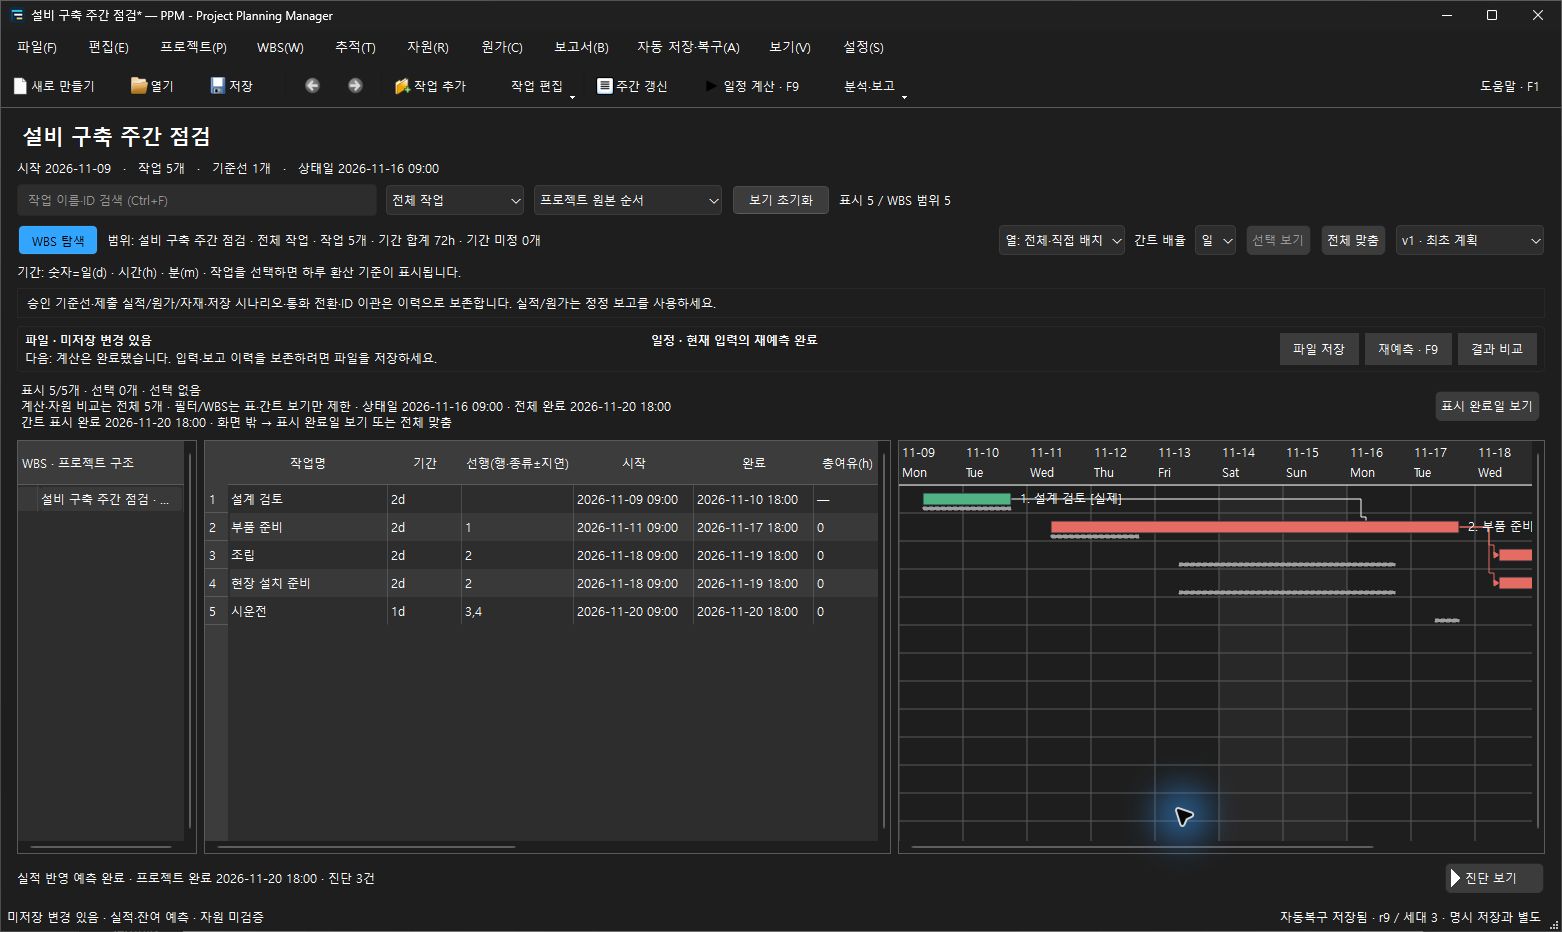 설비 구축 주간 점검* — PPM - Project Planning Manager
파일(F) 편집(E) 프로젝트(P) WBS(W) 추적(T) 자원(R) 원가(C) 보고서(B) 자동 저장·복구(A) 보기(V) 설정(S)
새로 만들기 열기 저장 작업 추가 작업 편집 주간 갱신 일정 계산 · F9 분석·보고 도움말 · F1
설비 구축 주간 점검
시작 2026-11-09 · 작업 5개 · 기준선 1개 · 상태일 2026-11-16 09:00
작업 이름·ID 검색 (Ctrl+F) 전체 작업 프로젝트 원본 순서 보기 초기화 표시 5 / WBS 범위 5
WBS 탐색 범위: 설비 구축 주간 점검 · 전체 작업 · 작업 5개 · 기간 합계 72h · 기간 미정 0개 열: 전체·직접 배치 간트 배율 일 선택 보기 전체 맞춤 v1 · 최초 계획
기간: 숫자=일(d) · 시간(h) · 분(m) · 작업을 선택하면 하루 환산 기준이 표시됩니다.
승인 기준선·제출 실적/원가/자재·저장 시나리오·통화 전환·ID 이관은 이력으로 보존합니다. 실적/원가는 정정 보고를 사용하세요.
파일 · 미저장 변경 있음 일정 · 현재 입력의 재예측 완료
다음: 계산은 완료됐습니다. 입력·보고 이력을 보존하려면 파일을 저장하세요.
파일 저장 재예측 · F9 결과 비교
표시 5/5개 · 선택 0개 · 선택 없음
계산·자원 비교는 전체 5개 · 필터/WBS는 표·간트 보기만 제한 · 상태일 2026-11-16 09:00 · 전체 완료 2026-11-20 18:00
간트 표시 완료 2026-11-20 18:00 · 화면 밖 → 표시 완료일 보기 또는 전체 맞춤
표시 완료일 보기
WBS · 프로젝트 구조
설비 구축 주간 점검 · ...
작업명 기간 선행(행·종류±지연) 시작 완료 총여유(h)
1 설계 검토 2d 2026-11-09 09:00 2026-11-10 18:00 —
2 부품 준비 2d 1 2026-11-11 09:00 2026-11-17 18:00 0
3 조립 2d 2 2026-11-18 09:00 2026-11-19 18:00 0
4 현장 설치 준비 2d 2 2026-11-18 09:00 2026-11-19 18:00 0
5 시운전 1d 3,4 2026-11-20 09:00 2026-11-20 18:00 0
11-09 11-10 11-11 11-12 11-13 11-14 11-15 11-16 11-17 11-18
Mon Tue Wed Thu Fri Sat Sun Mon Tue Wed
1. 설계 검토 [실제]
2. 부품 준비
실적 반영 예측 완료 · 프로젝트 완료 2026-11-20 18:00 · 진단 3건
진단 보기
미저장 변경 있음 · 실적·잔여 예측 · 자원 미검증
자동복구 저장됨 · r9 / 세대 3 · 명시 저장과 별도